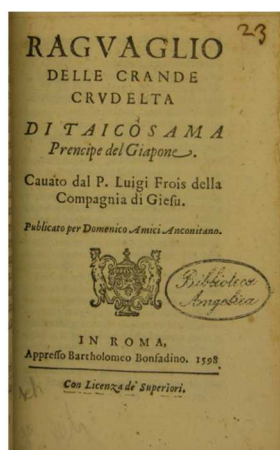 23
RAGVAGLIO
DELLE CRANDE
CRVDELTA
DI TAICOSAMA
Prencipe del Giapone.
Cauato dal P. Luigi Frois della
Compagnia di Giesu.
Publicato per Domenico Amici Anconitano.
Biblioteca
Angelica
IN ROMA,
Appresso Bartholomeo Bonfadino. 1598
Con Licenza de' Superiori.